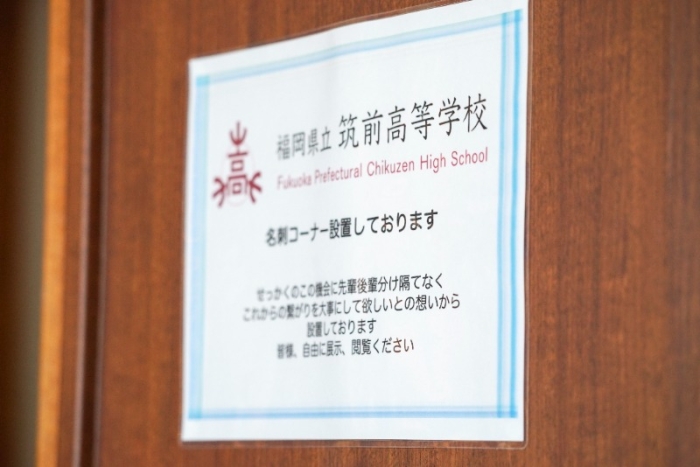 高
福岡県立 筑前高等学校
Fukuoka Prefectural Chikuzen High School
名刺コーナー設置しております
せっかくのこの機会に先輩後輩分け隔てなく
これからの繋がりを大事にして欲しいとの想いから
設置しております
皆様、自由に展示、閲覧ください